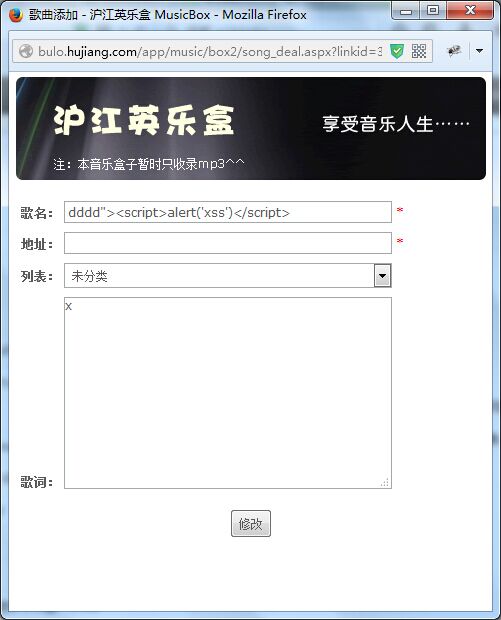 歌曲添加 - 沪江英乐盒 MusicBox - Mozilla Firefox
bulo.hujiang.com/app/music/box2/song_deal.aspx?linkid=3
沪江英乐盒
享受音乐人生……
注：本音乐盒子暂时只收录mp3^^
歌名： dddd"><script>alert('xss')</script> *
地址： *
列表： 未分类
x
歌词：
修改